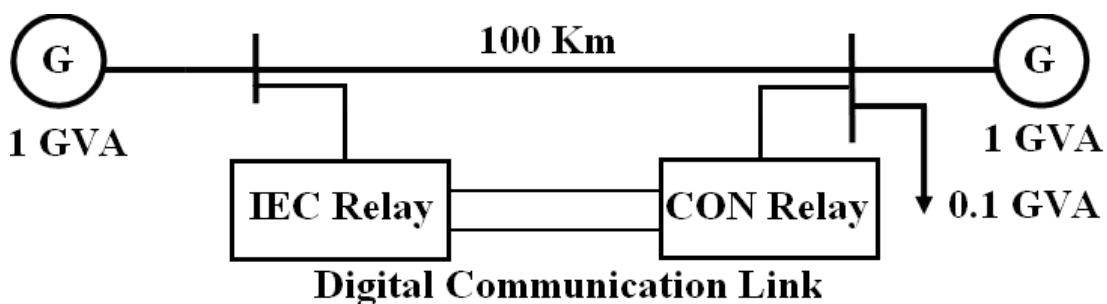 G
100 Km
G
1 GVA
1 GVA
IEC Relay
CON Relay
0.1 GVA
Digital Communication Link